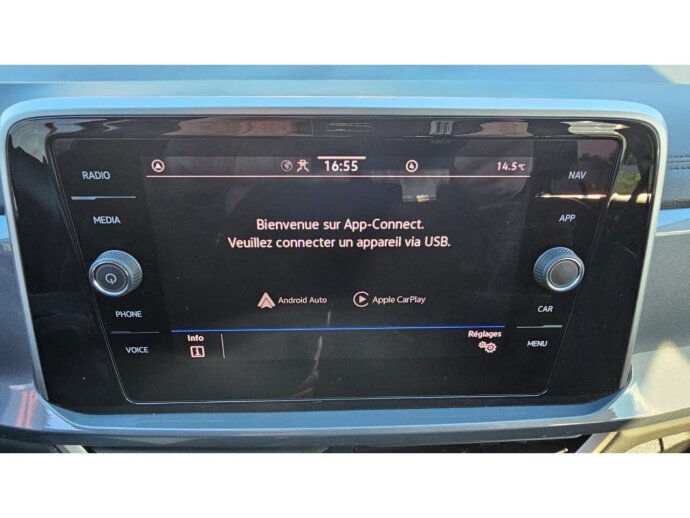 RADIO
MEDIA
PHONE
VOICE
16:55
4
14.5°C
Bienvenue sur App-Connect.
Veuillez connecter un appareil via USB.
Android Auto
Apple CarPlay
Info
Réglages
NAV
APP
CAR
MENU